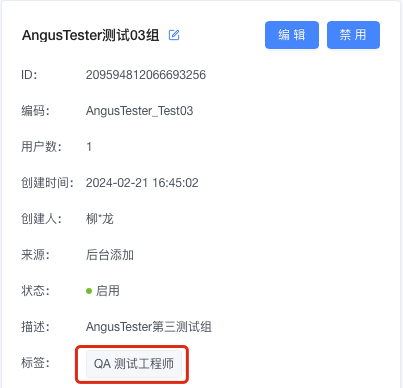 AngusTester测试03组
编 辑
禁 用
ID： 209594812066693256
编码： AngusTester_Test03
用户数： 1
创建时间： 2024-02-21 16:45:02
创建人： 柳*龙
来源： 后台添加
状态： 启用
描述： AngusTester第三测试组
标签： QA 测试工程师